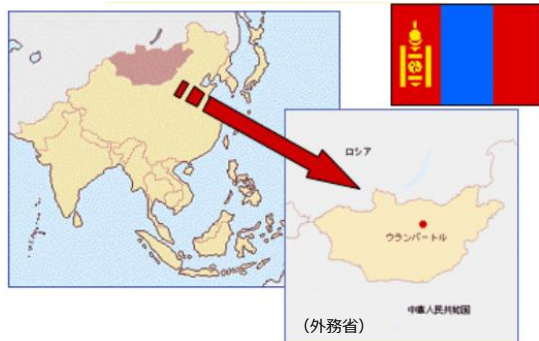 ロシア
ウランバートル
中華人民共和国
(外務省)